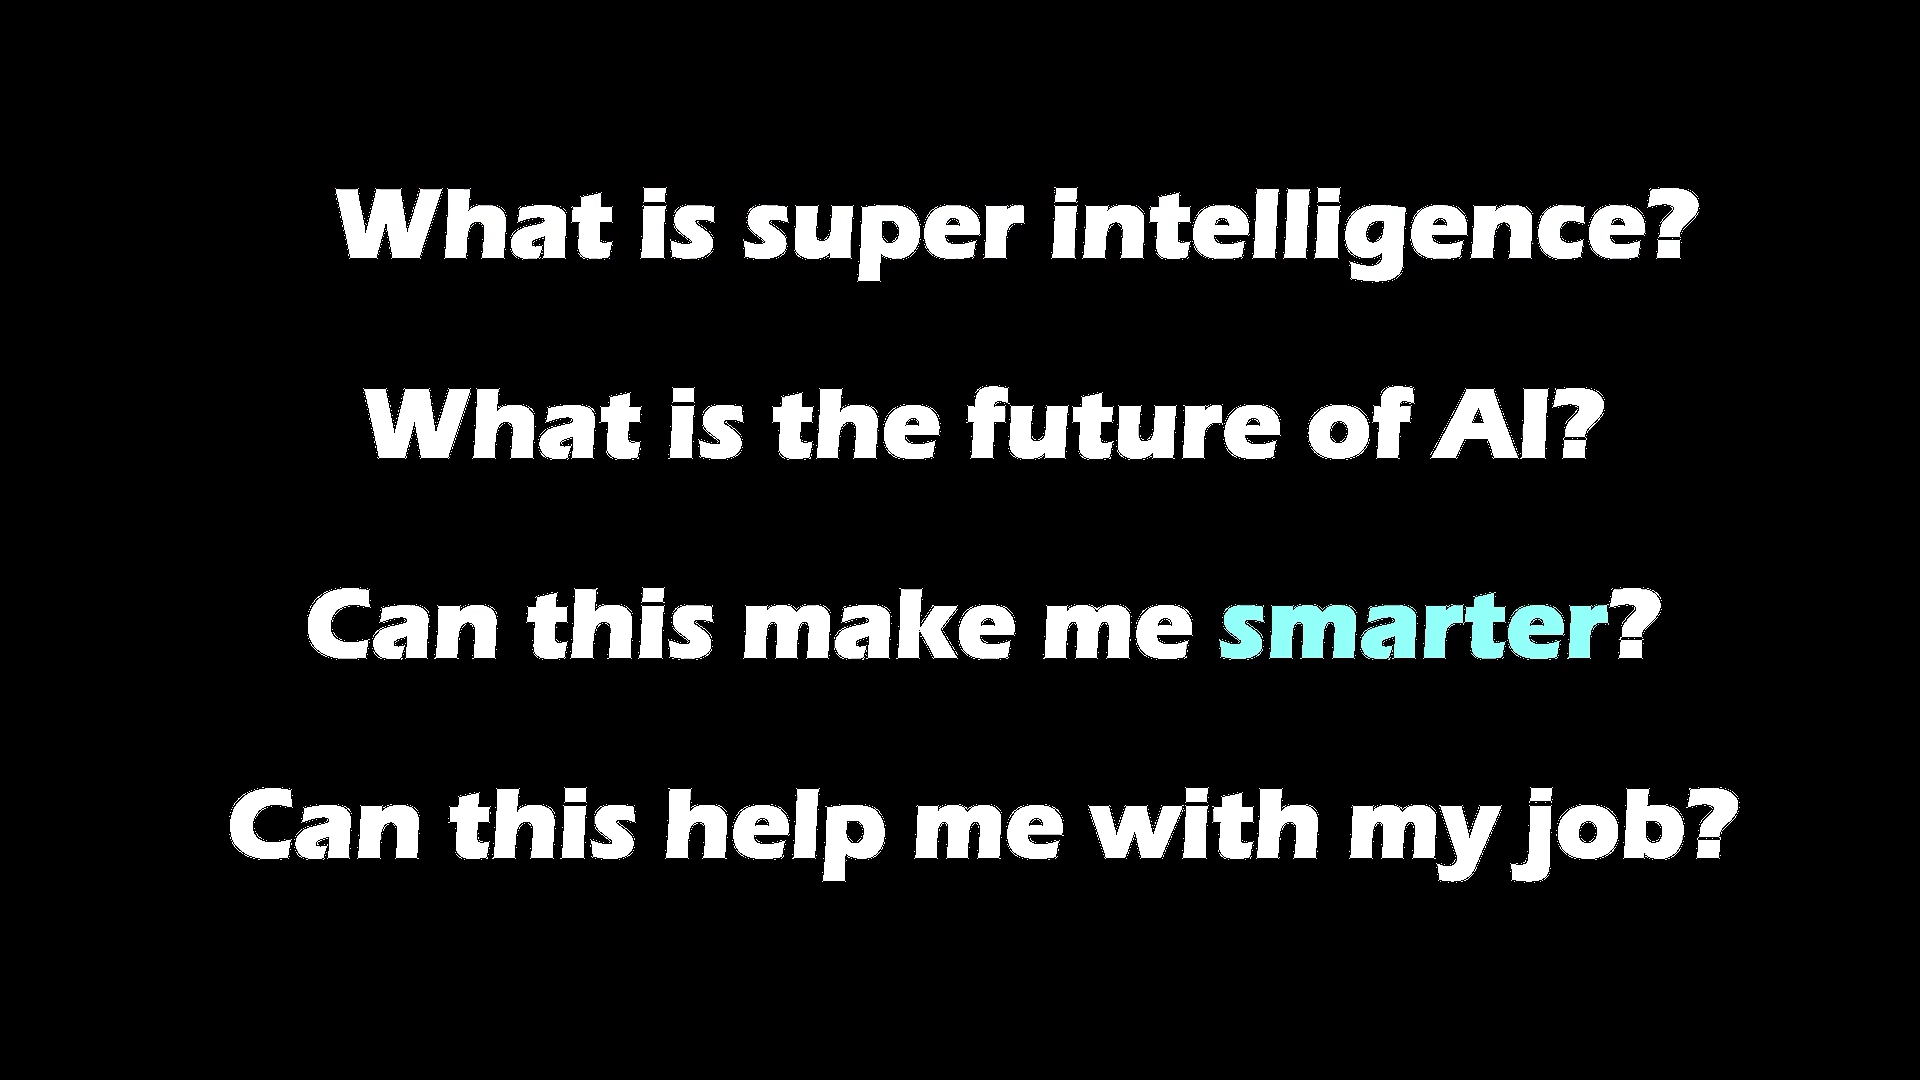 What is super intelligence?
What is the future of AI?
Can this make me smarter?
Can this help me with my job?